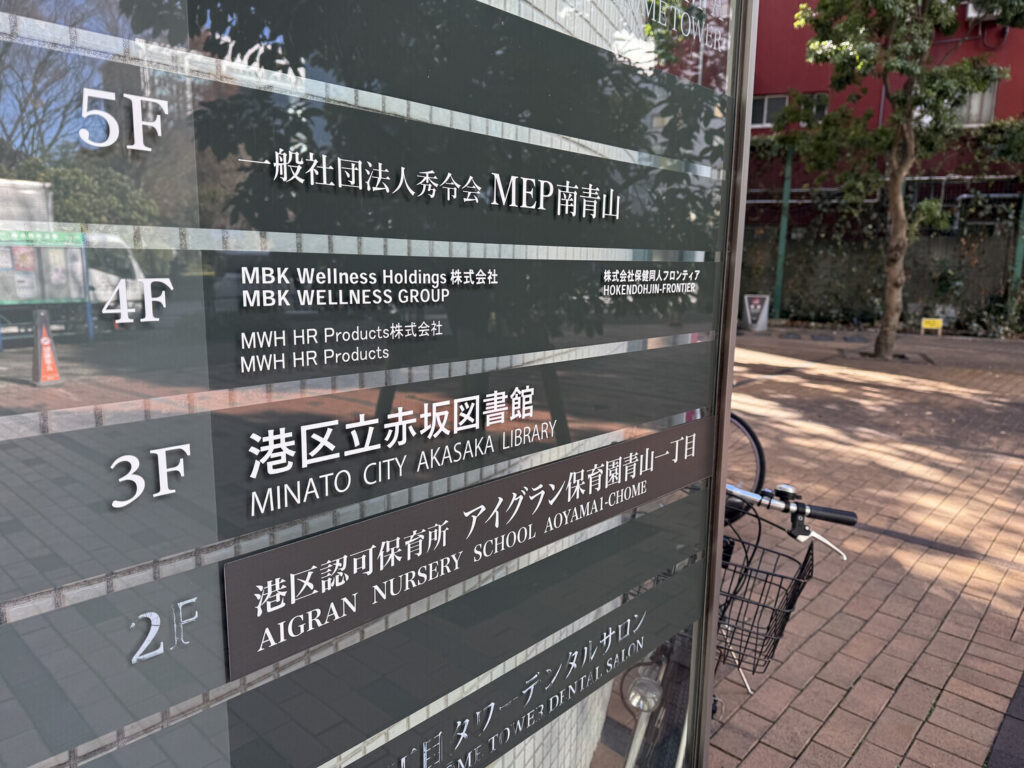 OME TOWER
5F
一般社団法人秀令会 MEP南青山
4F
MBK Wellness Holdings 株式会社
MBK WELLNESS GROUP
株式会社保健同人フロンティア
HOKENDOHJIN-FRONTIER
MWH HR Products株式会社
MWH HR Products
3F
港区立赤坂図書館
MINATO CITY AKASAKA LIBRARY
2F
港区認可保育所 アイグラン保育園青山一丁目
AIGRAN NURSERY SCHOOL AOYAMA1-CHOME
丁目タワーデンタルサロン
OME TOWER DENTAL SALON